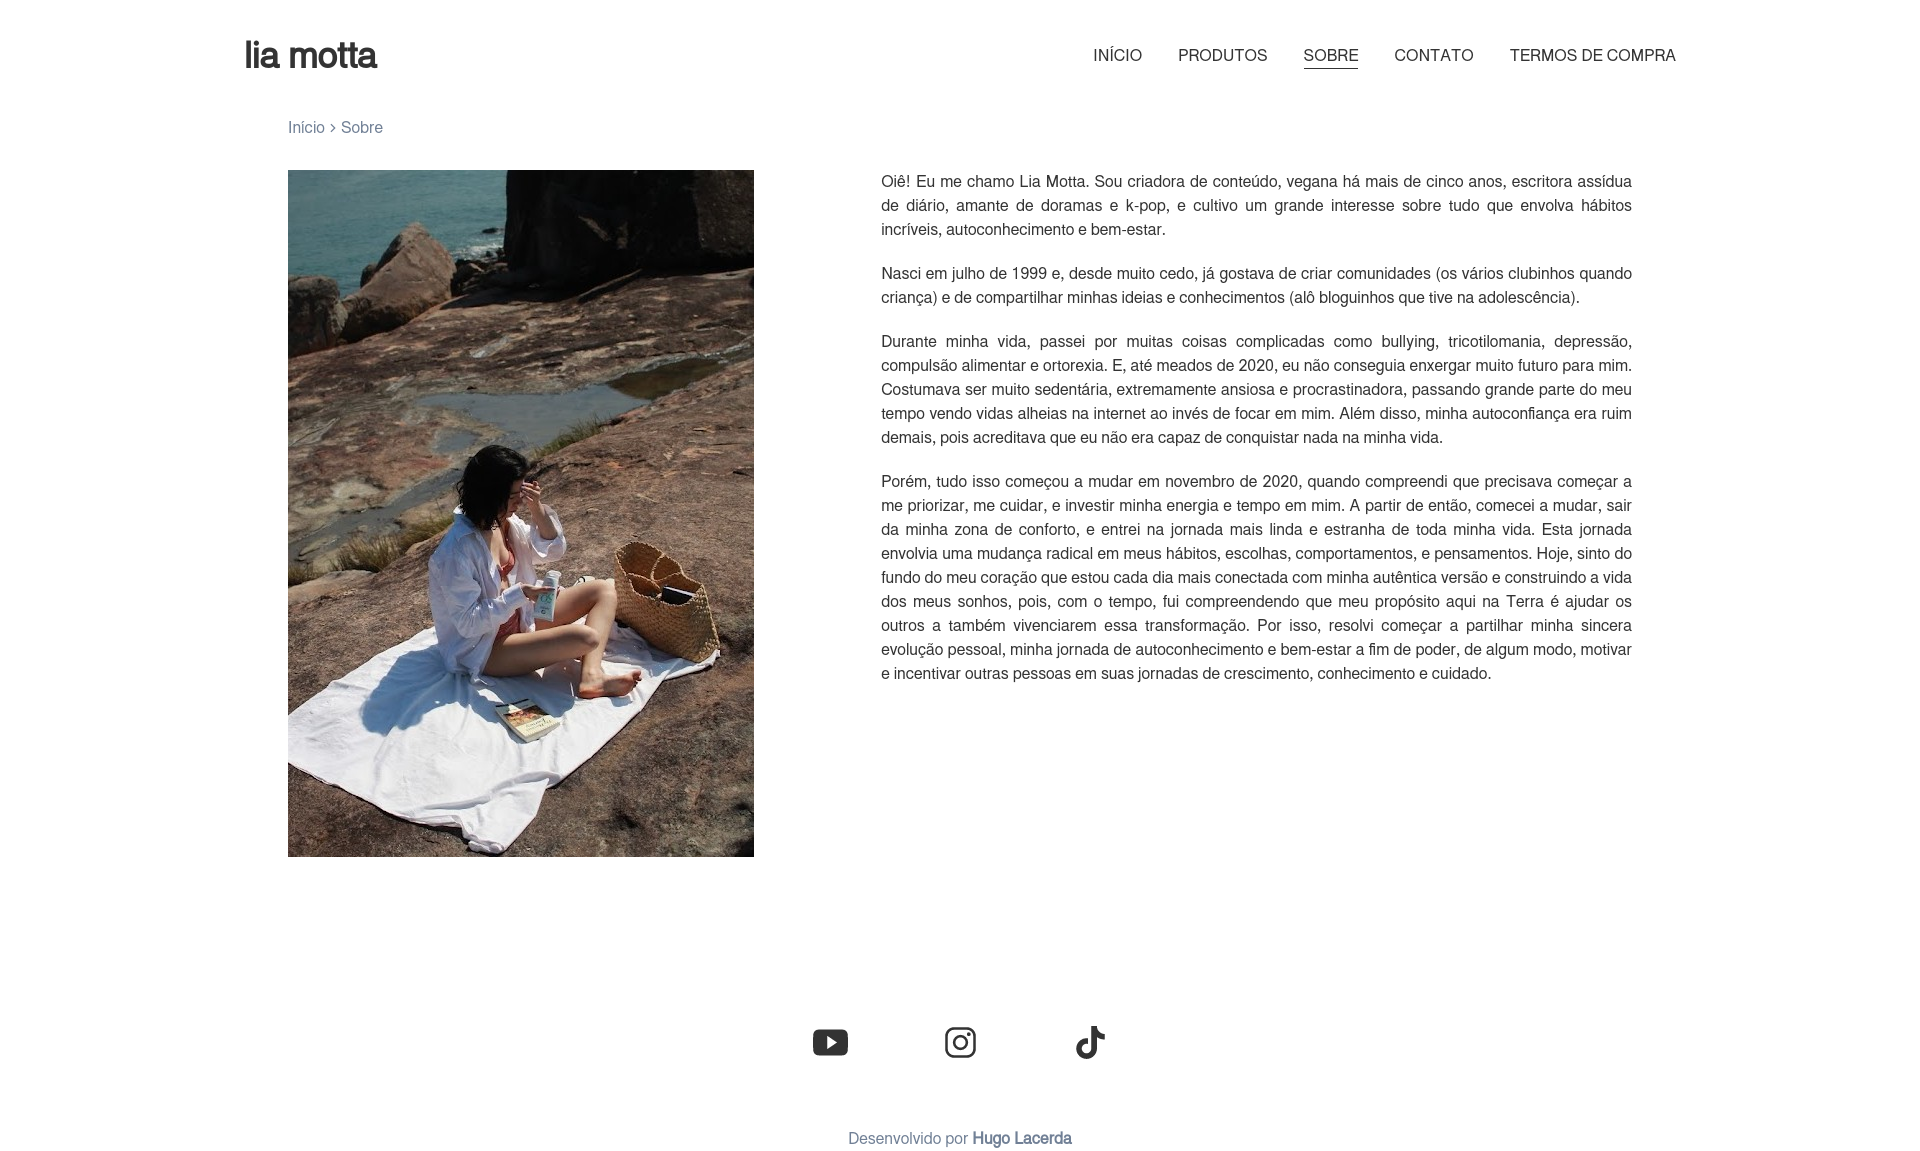 lia motta
INÍCIO PRODUTOS SOBRE CONTATO TERMOS DE COMPRA
Início › Sobre
Oiê! Eu me chamo Lia Motta. Sou criadora de conteúdo, vegana há mais de cinco anos, escritora assídua
de diário, amante de doramas e k-pop, e cultivo um grande interesse sobre tudo que envolva hábitos
incríveis, autoconhecimento e bem-estar.
Nasci em julho de 1999 e, desde muito cedo, já gostava de criar comunidades (os vários clubinhos quando
criança) e de compartilhar minhas ideias e conhecimentos (alô bloguinhos que tive na adolescência).
Durante minha vida, passei por muitas coisas complicadas como bullying, tricotilomania, depressão,
compulsão alimentar e ortorexia. E, até meados de 2020, eu não conseguia enxergar muito futuro para mim.
Costumava ser muito sedentária, extremamente ansiosa e procrastinadora, passando grande parte do meu
tempo vendo vidas alheias na internet ao invés de focar em mim. Além disso, minha autoconfiança era ruim
demais, pois acreditava que eu não era capaz de conquistar nada na minha vida.
Porém, tudo isso começou a mudar em novembro de 2020, quando compreendi que precisava começar a
me priorizar, me cuidar, e investir minha energia e tempo em mim. A partir de então, comecei a mudar, sair
da minha zona de conforto, e entrei na jornada mais linda e estranha de toda minha vida. Esta jornada
envolvia uma mudança radical em meus hábitos, escolhas, comportamentos, e pensamentos. Hoje, sinto do
fundo do meu coração que estou cada dia mais conectada com minha autêntica versão e construindo a vida
dos meus sonhos, pois, com o tempo, fui compreendendo que meu propósito aqui na Terra é ajudar os
outros a também vivenciarem essa transformação. Por isso, resolvi começar a partilhar minha sincera
evolução pessoal, minha jornada de autoconhecimento e bem-estar a fim de poder, de algum modo, motivar
e incentivar outras pessoas em suas jornadas de crescimento, conhecimento e cuidado.
Desenvolvido por Hugo Lacerda